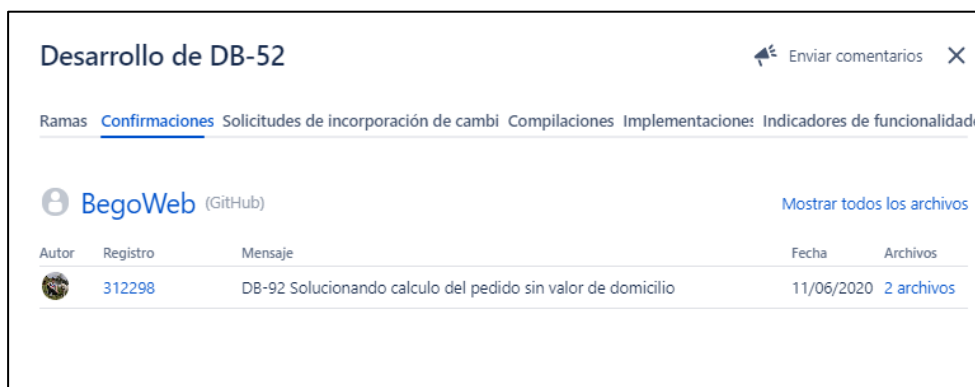 Desarrollo de DB-52
Enviar comentarios
Ramas Confirmaciones Solicitudes de incorporación de cambi Compilaciones Implementaciones Indicadores de funcionalidade
BegoWeb (GitHub)
Mostrar todos los archivos
Autor Registro Mensaje Fecha Archivos
312298 DB-92 Solucionando calculo del pedido sin valor de domicilio 11/06/2020 2 archivos